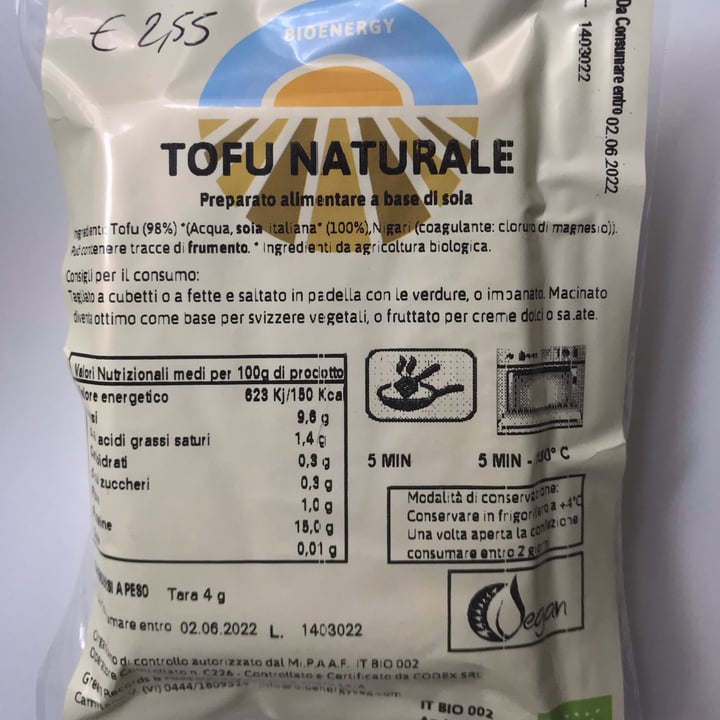 € 2,55
BIOENERGY
Da Consumare entro 02.06.2022
1403022
TOFU NATURALE
Preparato alimentare a base di soia
Tofu (98%) *(Acqua, soia italiana* (100%), Nigari (coagulante: cloruro di magnesio)).
Può contenere tracce di frumento. * Ingredienti da agricoltura biologica.
Consigli per il consumo:
Tagliato a cubetti o a fette e saltato in padella con le verdure, o impanato. Macinato
diventa ottimo come base per svizzere vegetali, o fruttato per creme dolci o salate.
Valori Nutrizionali medi per 100g di prodotto
energetico 623 Kj/150 Kca
9,6 g
acidi grassi saturi 1,4 g
0,3 g
zuccheri 0,3 g
1,0 g
15,0 g
0,01 g
5 MIN
5 MIN - °C
Modalità di conservazione:
Conservare in frigorifero a +4°C
Una volta aperta la confezione
consumare entro 2 giorni
A PESO Tara 4 g
entro 02.06.2022 L. 1403022
Vegan
di controllo autorizzato dal Mi.P.A.A.F. IT BIO 002
n. C226 - Controllato e Certificato da CODEX SRL
(VI) 0444/
IT BIO 002